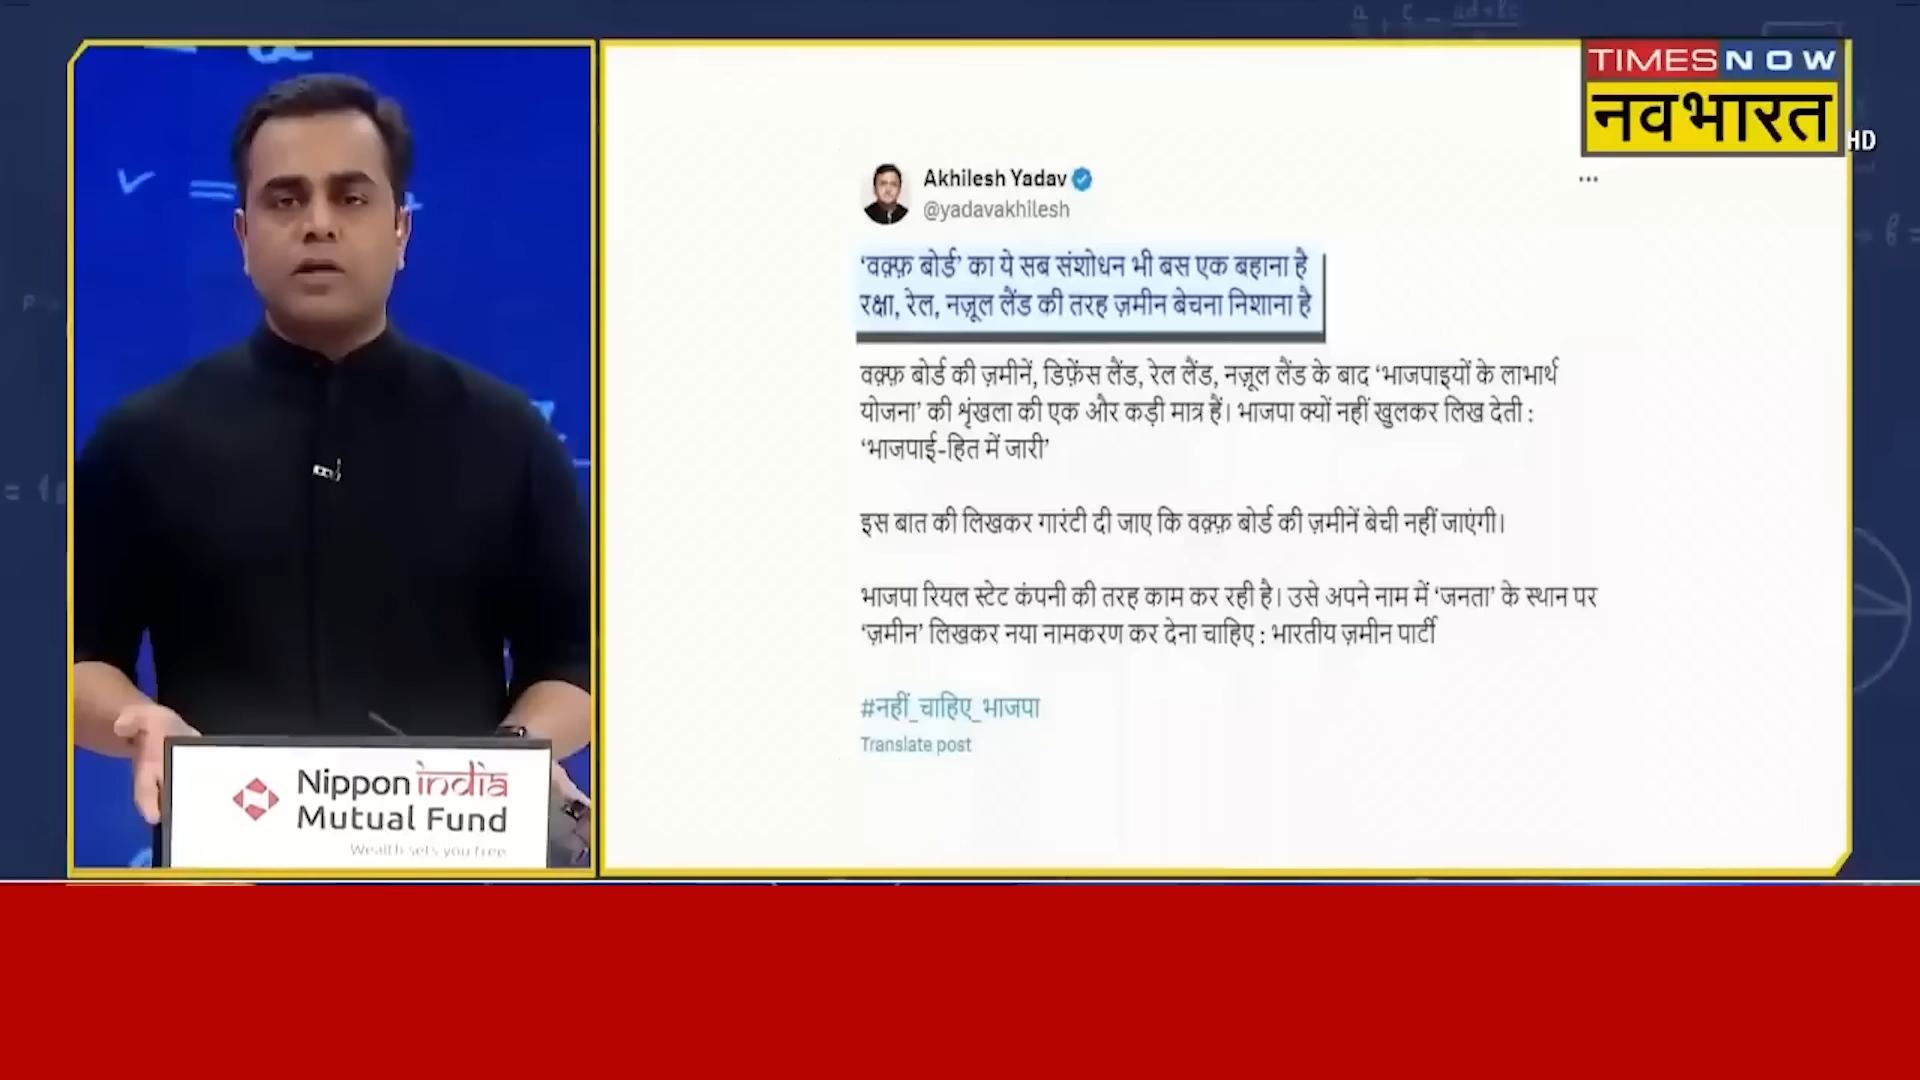 TIMES NOW
नवभारत
HD
Akhilesh Yadav
@yadavakhilesh
...
‘वक़्फ़ बोर्ड’ का ये सब संशोधन भी बस एक बहाना है
रक्षा, रेल, नज़ूल लैंड की तरह ज़मीन बेचना निशाना है
वक़्फ़ बोर्ड की ज़मीनें, डिफ़ेंस लैंड, रेल लैंड, नज़ूल लैंड के बाद ‘भाजपाइयों के लाभार्थ
योजना’ की शृंखला की एक और कड़ी मात्र हैं। भाजपा क्यों नहीं खुलकर लिख देती :
‘भाजपाई-हित में जारी’
इस बात की लिखकर गारंटी दी जाए कि वक़्फ़ बोर्ड की ज़मीनें बेची नहीं जाएंगी।
भाजपा रियल स्टेट कंपनी की तरह काम कर रही है। उसे अपने नाम में ‘जनता’ के स्थान पर
‘ज़मीन’ लिखकर नया नामकरण कर देना चाहिए : भारतीय ज़मीन पार्टी
#नहीं_चाहिए_भाजपा
Translate post
Nippon india
Mutual Fund
Wealth sets you free